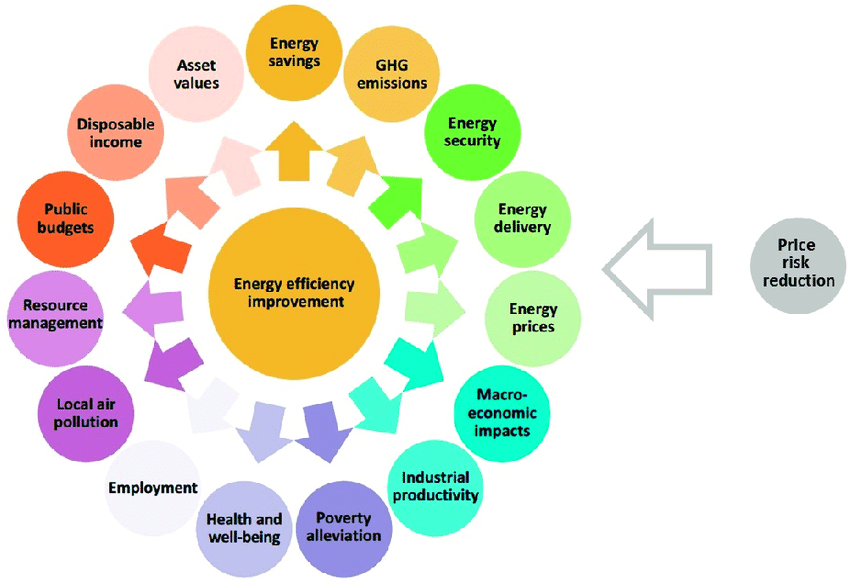 Energy
savings
GHG
emissions
Energy
security
Energy
delivery
Energy
prices
Macro-
economic
impacts
Industrial
productivity
Poverty
alleviation
Health and
well-being
Employment
Local air
pollution
Resource
management
Public
budgets
Disposable
income
Asset
values
Energy efficiency
improvement
Price
risk
reduction